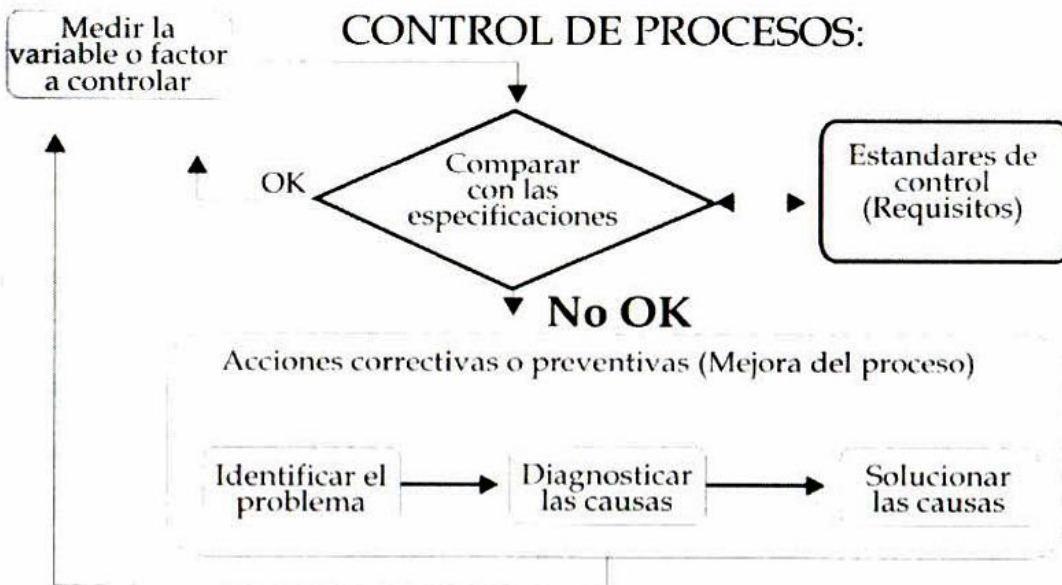 CONTROL DE PROCESOS:
Medir la
variable o factor
a controlar
Comparar
con las
especificaciones
OK
Estandares de
control
(Requisitos)
No OK
Acciones correctivas o preventivas (Mejora del proceso)
Identificar el
problema
Diagnosticar
las causas
Solucionar
las causas